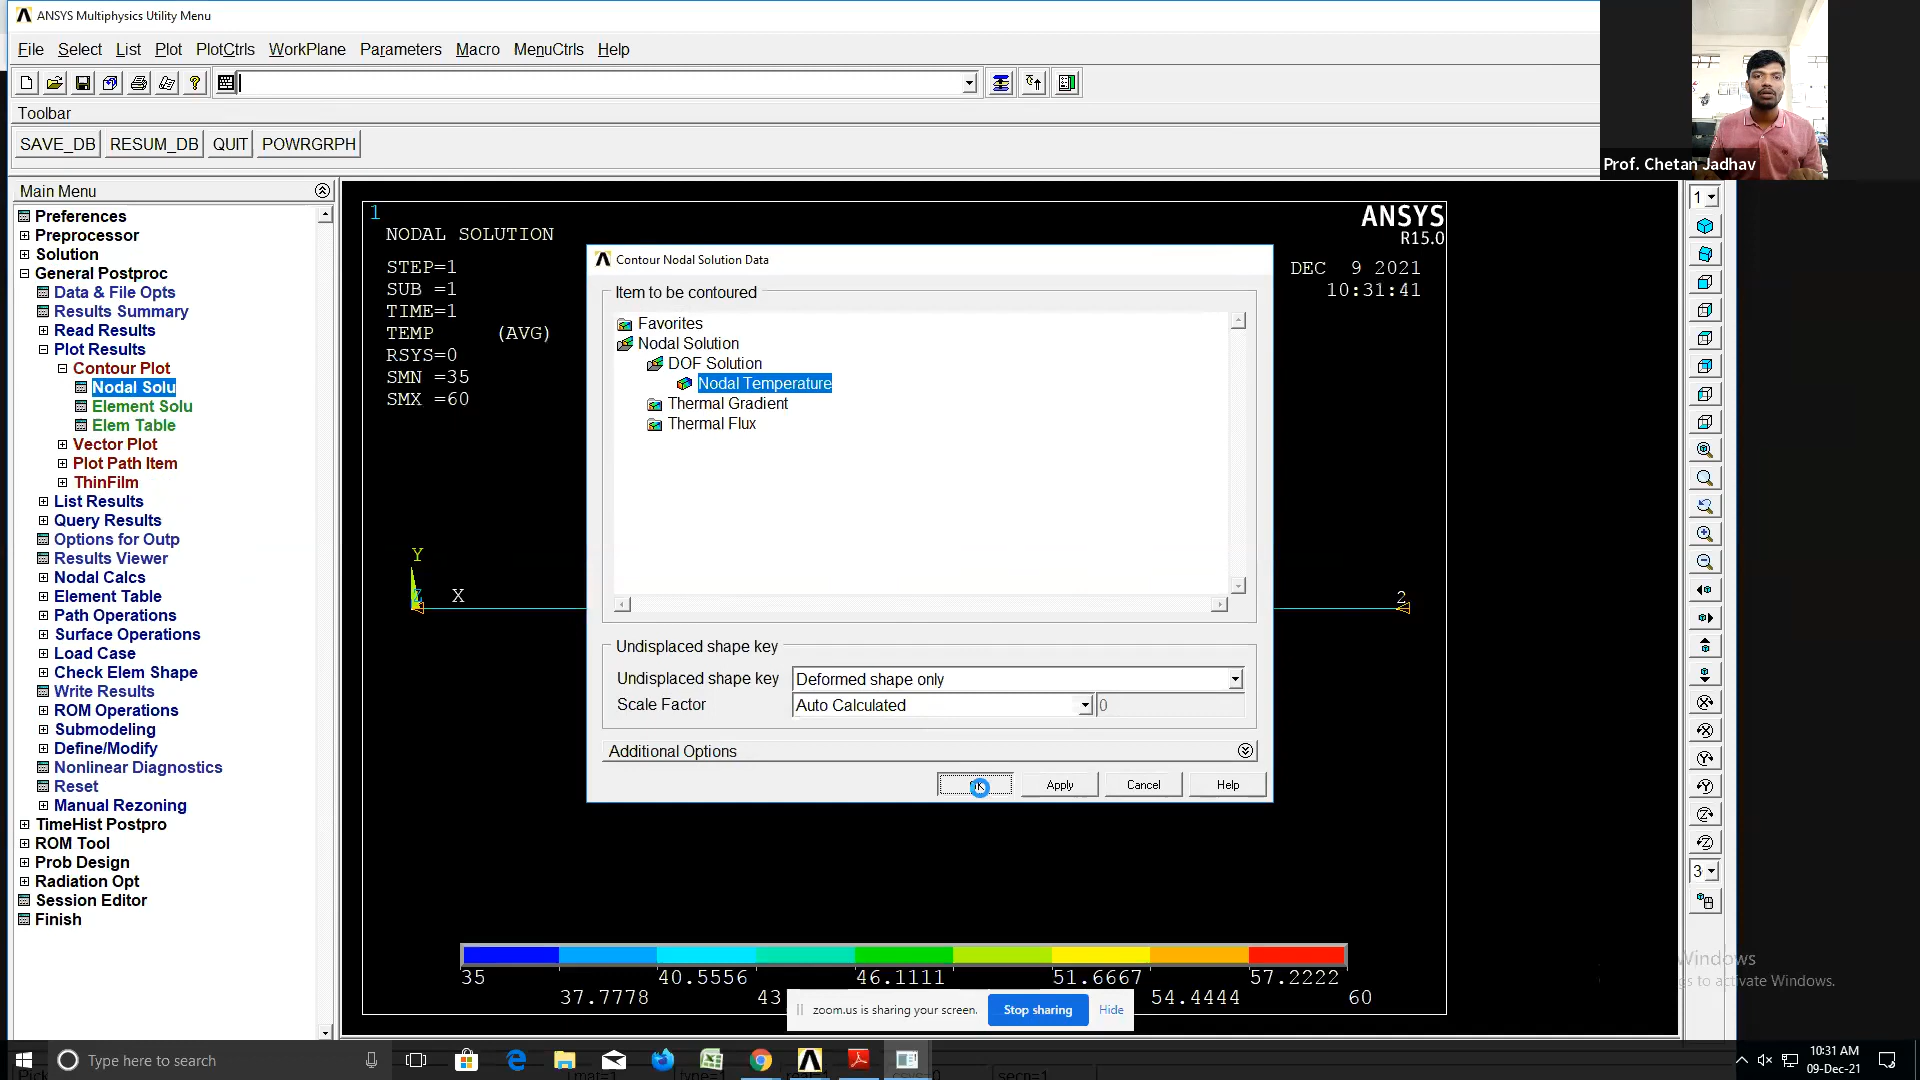 ANSYS Multiphysics Utility Menu
File Select List Plot PlotCtrls WorkPlane Parameters Macro MenuCtrls Help
Toolbar
SAVE_DB RESUM_DB QUIT POWRGRPH
Prof. Chetan Jadhav
Main Menu
Preferences
Preprocessor
Solution
General Postproc
Data & File Opts
Results Summary
Read Results
Plot Results
Contour Plot
Nodal Solu
Element Solu
Elem Table
Vector Plot
Plot Path Item
ThinFilm
List Results
Query Results
Options for Outp
Results Viewer
Nodal Calcs
Element Table
Path Operations
Surface Operations
Load Case
Check Elem Shape
Write Results
ROM Operations
Submodeling
Define/Modify
Nonlinear Diagnostics
Reset
Manual Rezoning
TimeHist Postpro
ROM Tool
Prob Design
Radiation Opt
Session Editor
Finish
1
NODAL SOLUTION
STEP=1
SUB =1
TIME=1
TEMP (AVG)
RSYS=0
SMN =35
SMX =60
ANSYS
R15.0
DEC 9 2021
10:31:41
Y
X
2
Contour Nodal Solution Data
Item to be contoured
Favorites
Nodal Solution
DOF Solution
Nodal Temperature
Thermal Gradient
Thermal Flux
Undisplaced shape key
Undisplaced shape key Deformed shape only
Scale Factor Auto Calculated 0
Additional Options
Apply Cancel Help
35 40.5556 46.1111 51.6667 57.2222
37.7778 43 54.4444 60
zoom.us is sharing your screen. Stop sharing Hide
1
3
Windows
gs to activate Windows.
Type here to search
10:31 AM
09-Dec-21